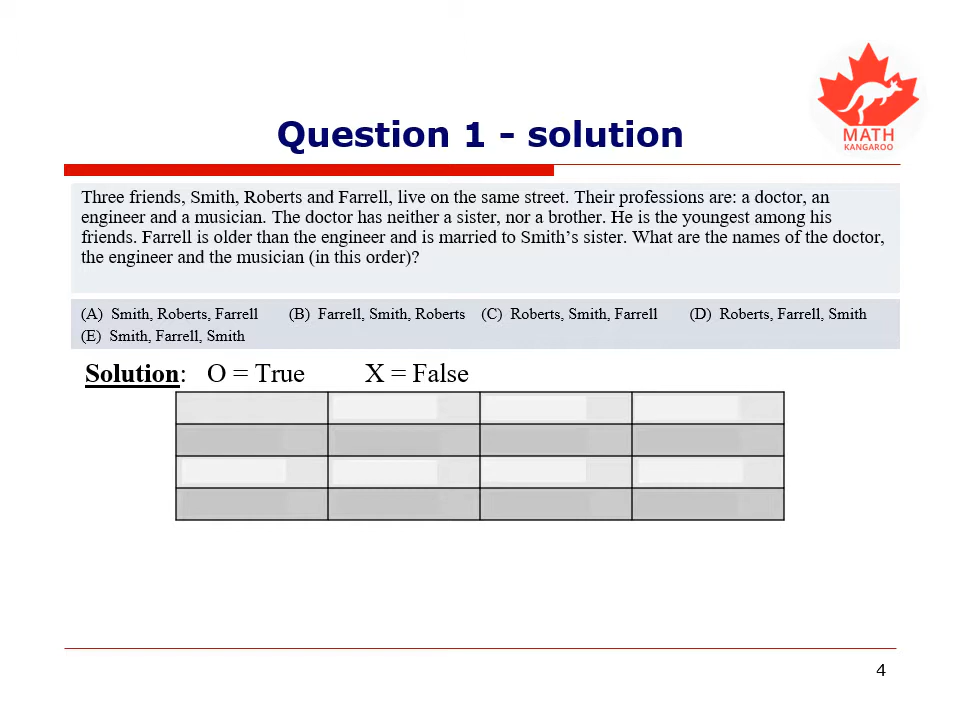 MATH
KANGAROO
Question 1 - solution
Three friends, Smith, Roberts and Farrell, live on the same street. Their professions are: a doctor, an
engineer and a musician. The doctor has neither a sister, nor a brother. He is the youngest among his
friends. Farrell is older than the engineer and is married to Smith’s sister. What are the names of the doctor,
the engineer and the musician (in this order)?
(A) Smith, Roberts, Farrell (B) Farrell, Smith, Roberts (C) Roberts, Smith, Farrell (D) Roberts, Farrell, Smith
(E) Smith, Farrell, Smith
Solution: O = True X = False
4